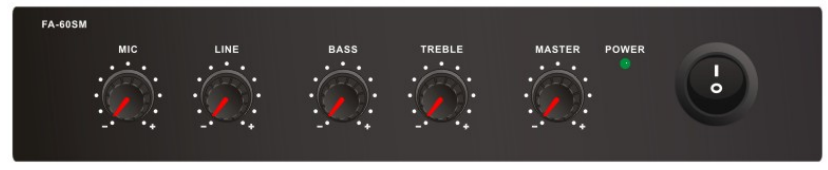 FA-60SM
MIC LINE BASS TREBLE MASTER POWER
- + - + - + - + - +
I
O